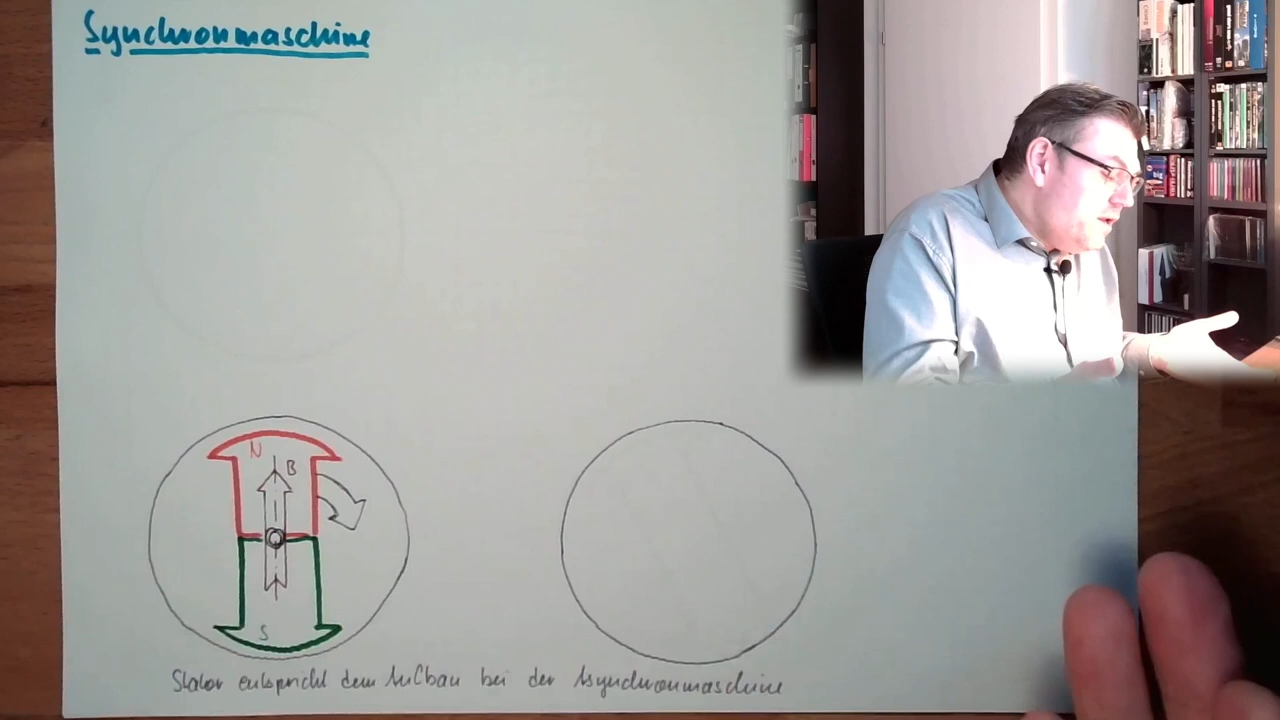 Synchronmaschine
N
B
S
Stator entspricht dem Aufbau bei der Asynchronmaschine